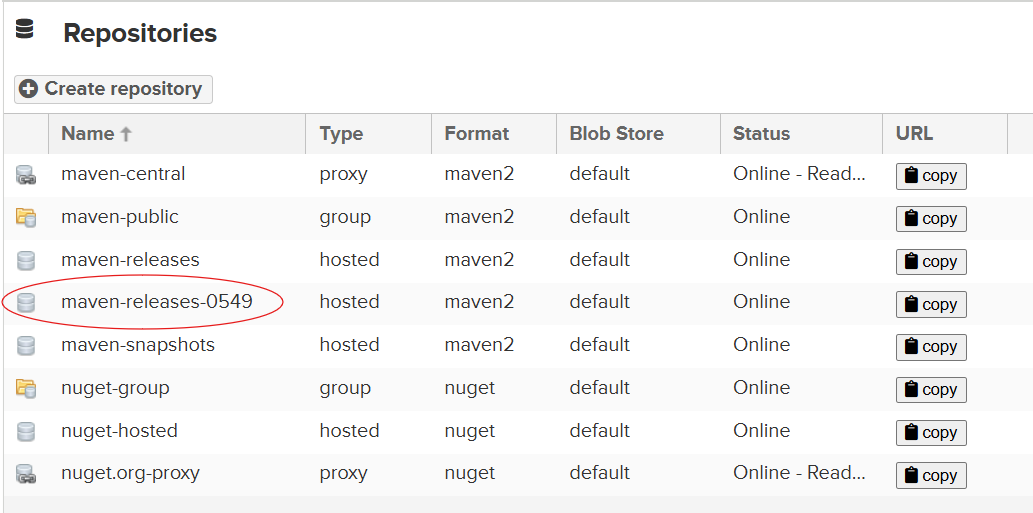 Repositories
Create repository
Name Type Format Blob Store Status URL
maven-central proxy maven2 default Online - Read... copy
maven-public group maven2 default Online copy
maven-releases hosted maven2 default Online copy
maven-releases-0549 hosted maven2 default Online copy
maven-snapshots hosted maven2 default Online copy
nuget-group group nuget default Online copy
nuget-hosted hosted nuget default Online copy
nuget.org-proxy proxy nuget default Online - Read... copy